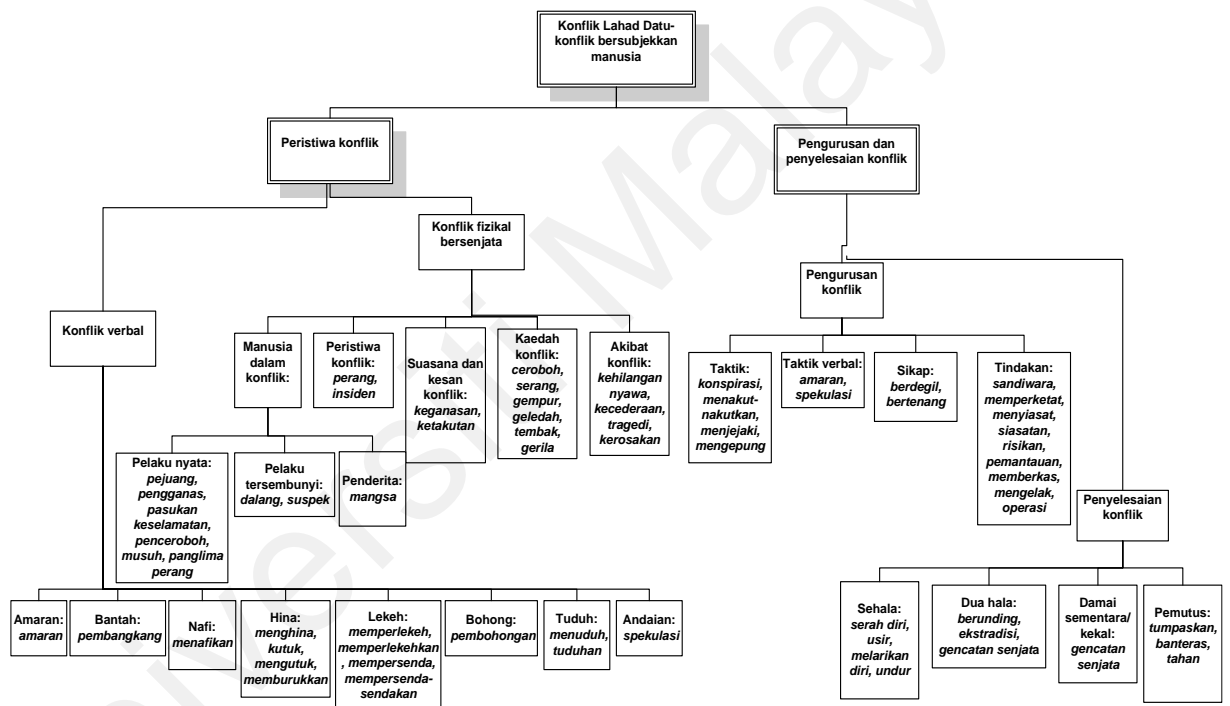 Konflik Lahad Datu-
konflik bersubjekkan
manusia
Peristiwa konflik
Pengurusan dan
penyelesaian konflik
Konflik fizikal
bersenjata
Pengurusan
konflik
Konflik verbal
Manusia
dalam
konflik:
Peristiwa
konflik:
perang,
insiden
Suasana dan
kesan
konflik:
keganasan,
ketakutan
Kaedah
konflik:
ceroboh,
serang,
gempur,
geledah,
tembak,
gerila
Akibat
konflik:
kehilangan
nyawa,
kecederaan,
tragedi,
kerosakan
Taktik:
konspirasi,
menakut-
nakutkan,
menjejaki,
mengepung
Taktik verbal:
amaran,
spekulasi
Sikap:
berdegil,
bertenang
Tindakan:
sandiwara,
memperketat,
menyiasat,
siasatan,
risikan,
pemantauan,
memberkas,
mengelak,
operasi
Pelaku nyata:
pejuang,
pengganas,
pasukan
keselamatan,
penceroboh,
musuh, panglima
perang
Pelaku
tersembunyi:
dalang, suspek
Penderita:
mangsa
Penyelesaian
konflik
Amaran:
amaran
Bantah:
pembangkang
Nafi:
menafikan
Hina:
menghina,
kutuk,
mengutuk,
memburukkan
Lekeh:
memperlekeh,
memperlekehkan
, mempersenda,
mempersenda-
sendakan
Bohong:
pembohongan
Tuduh:
menuduh,
tuduhan
Andaian:
spekulasi
Sehala:
serah diri,
usir,
melarikan
diri, undur
Dua hala:
berunding,
ekstradisi,
gencatan senjata
Damai
sementara/
kekal:
gencatan
senjata
Pemutus:
tumpaskan,
banteras,
tahan
Universiti Malay